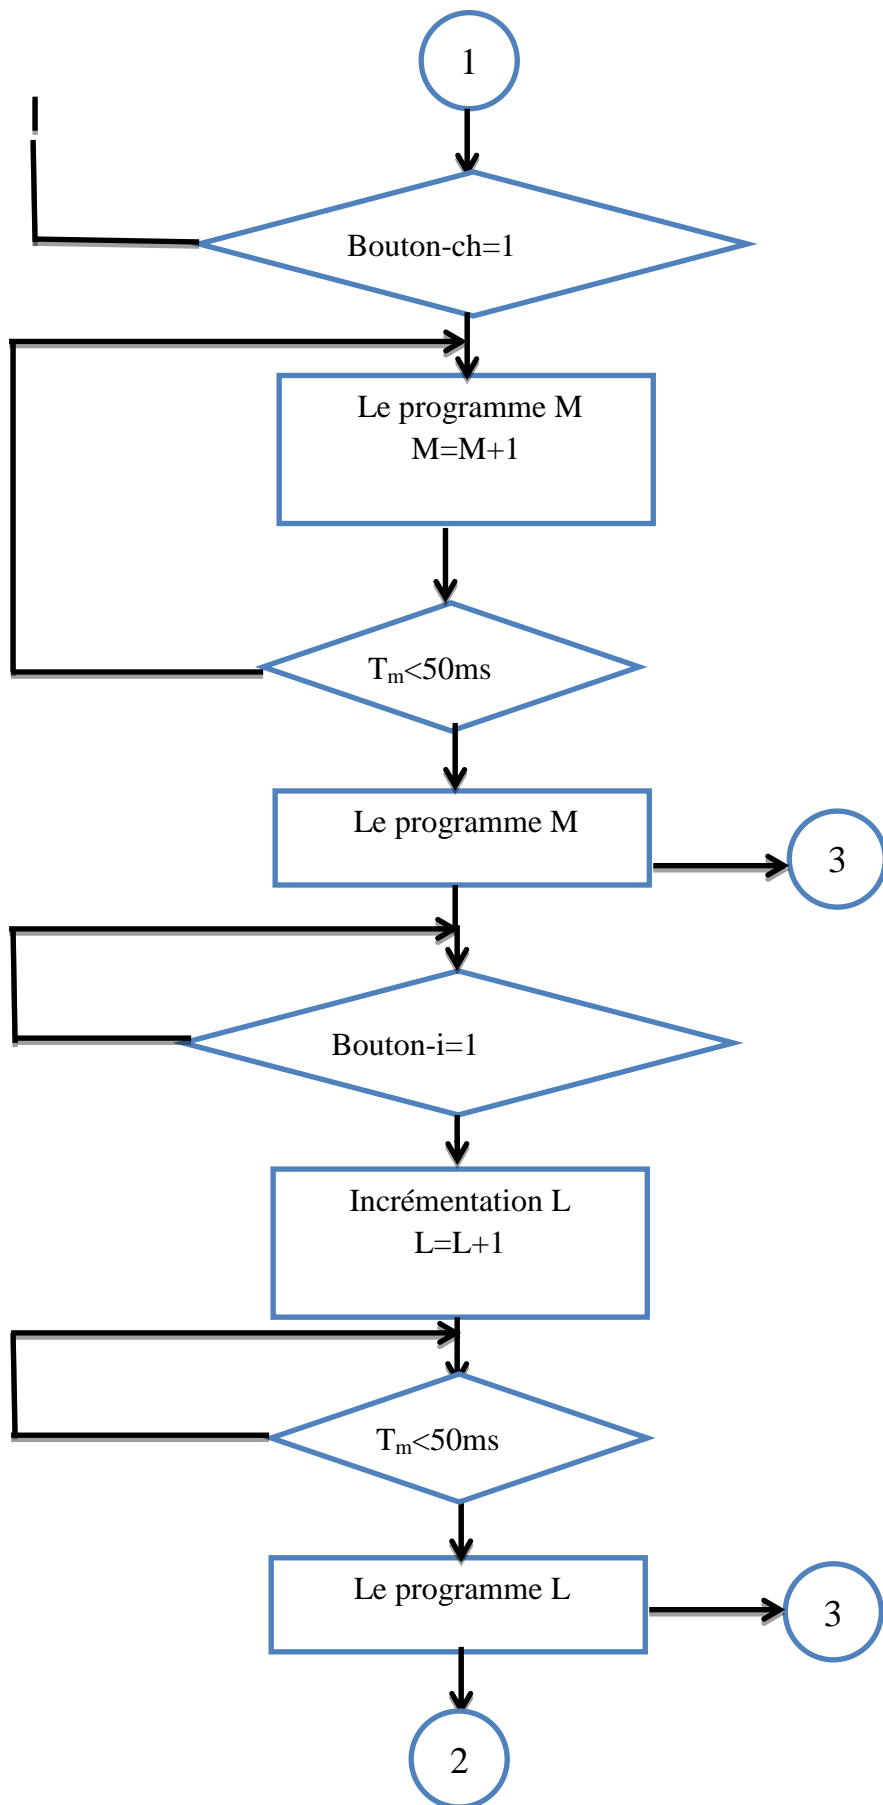 1
Bouton-ch=1
Le programme M
M=M+1
Tₘ<50ms
Le programme M
3
Bouton-i=1
Incrémentation L
L=L+1
Tₘ<50ms
Le programme L
3
2